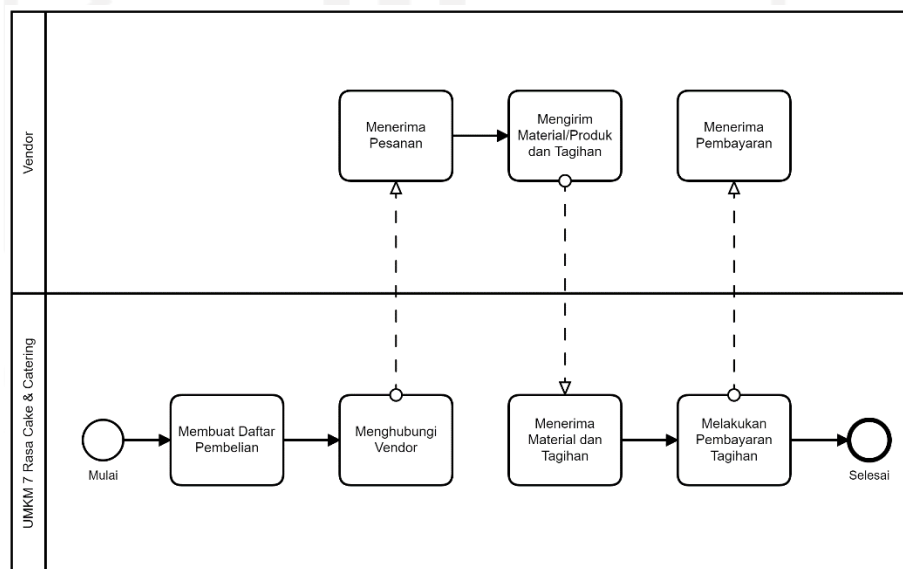 Vendor
Menerima
Pesanan
Mengirim
Material/Produk
dan Tagihan
Menerima
Pembayaran
UMKM 7 Rasa Cake & Catering
Mulai
Membuat Daftar
Pembelian
Menghubungi
Vendor
Menerima
Material dan
Tagihan
Melakukan
Pembayaran
Tagihan
Selesai